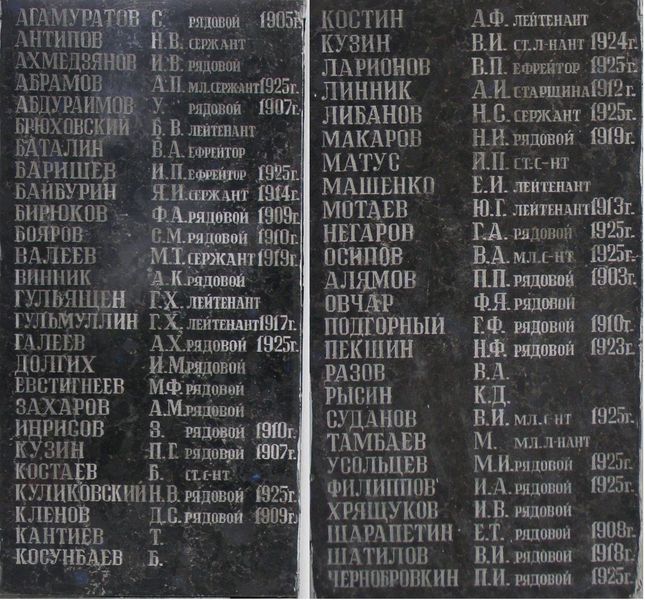 АГАМУРАТОВ С. РЯДОВОЙ 1905г.
АНТИПОВ Н.В. СЕРЖАНТ
АХМЕДЗЯНОВ И.В. РЯДОВОЙ
АБРАМОВ А.П. МЛ.СЕРЖАНТ 1925г.
АБДУРАИМОВ У. РЯДОВОЙ 1907г.
БРЮХОВСКИЙ Б.В. ЛЕЙТЕНАНТ
БАТАЛИН В.А. ЕФРЕЙТОР
БАРИШЕВ И.П. ЕФРЕЙТОР 1925г.
БАЙБУРИН Я.И. СЕРЖАНТ 1914г.
БИРЮКОВ Ф.А. РЯДОВОЙ 1909г.
БОЯРОВ С.М. РЯДОВОЙ 1910г.
ВАЛЕЕВ М.Т. СЕРЖАНТ 1919г.
ВИННИК А.К. РЯДОВОЙ
ГУЛЬЯЩЕН Г.Х. ЛЕЙТЕНАНТ
ГУЛЬМУЛЛИН Г.Х. ЛЕЙТЕНАНТ 1917г.
ГАЛЕЕВ А.Х. РЯДОВОЙ 1925г.
ДОЛГИХ И.М. РЯДОВОЙ
ЕВСТИГНЕЕВ М.Ф. РЯДОВОЙ
ЗАХАРОВ А.М. РЯДОВОЙ
ИДРИСОВ З. РЯДОВОЙ 1910г.
КУЗИН П.Г. РЯДОВОЙ 1907г.
КОСТАЕВ Б. СТ.С-НТ
КУЛИКОВСКИЙ Н.В. РЯДОВОЙ 1925г.
КЛЕНОВ Д.С. РЯДОВОЙ 1909г.
КАНТИЕВ Т.
КОСУНБАЕВ Б.
КОСТИН А.Ф. ЛЕЙТЕНАНТ
КУЗИН В.И. СТ.Л-НАНТ 1924г.
ЛАРИОНОВ В.П. ЕФРЕЙТОР 1925г.
ЛИННИК А.И. СТАРШИНА 1912г.
ЛИБАНОВ Н.С. СЕРЖАНТ 1925г.
МАКАРОВ Н.И. РЯДОВОЙ 1919г.
МАТУС И.П. СТ.С-НТ
МАШЕНКО Е.И. ЛЕЙТЕНАНТ
МОТАЕВ Ю.Г. ЛЕЙТЕНАНТ 1913г.
НЕГАРОВ Г.А. РЯДОВОЙ 1925г.
ОСИПОВ В.А. МЛ.С-НТ 1925г.
АЛЯМОВ П.П. РЯДОВОЙ 1903г.
ОВЧАР Ф.Я. РЯДОВОЙ
ПОДГОРНЫЙ Г.Ф. РЯДОВОЙ 1910г.
ПЕКШИН Н.Ф. РЯДОВОЙ 1923г.
РАЗОВ В.А.
РЫСИН К.Д.
СУДАНОВ В.И. МЛ.С-НТ 1925г.
ТАМБАЕВ М. МЛ.Л-НАНТ
УСОЛЬЦЕВ М.И. РЯДОВОЙ 1925г.
ФИЛИППОВ И.А. РЯДОВОЙ 1925г.
ХРЯЩУКОВ И.В. РЯДОВОЙ
ШАРАПЕТИН Е.Т. РЯДОВОЙ 1908г.
ШАТИЛОВ В.И. РЯДОВОЙ 1918г.
ЧЕРНОБРОВКИН П.И. РЯДОВОЙ 1925г.